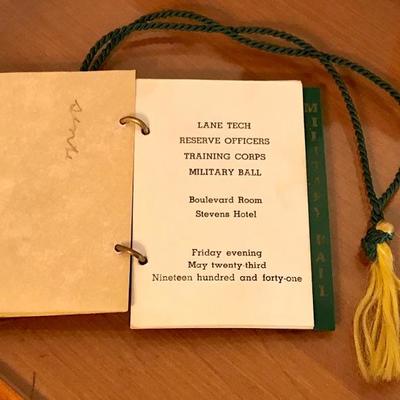 LANE TECH
RESERVE OFFICERS
TRAINING CORPS
MILITARY BALL
Boulevard Room
Stevens Hotel
Friday evening
May twenty-third
Nineteen hundred and forty-one
MILITARY BALL